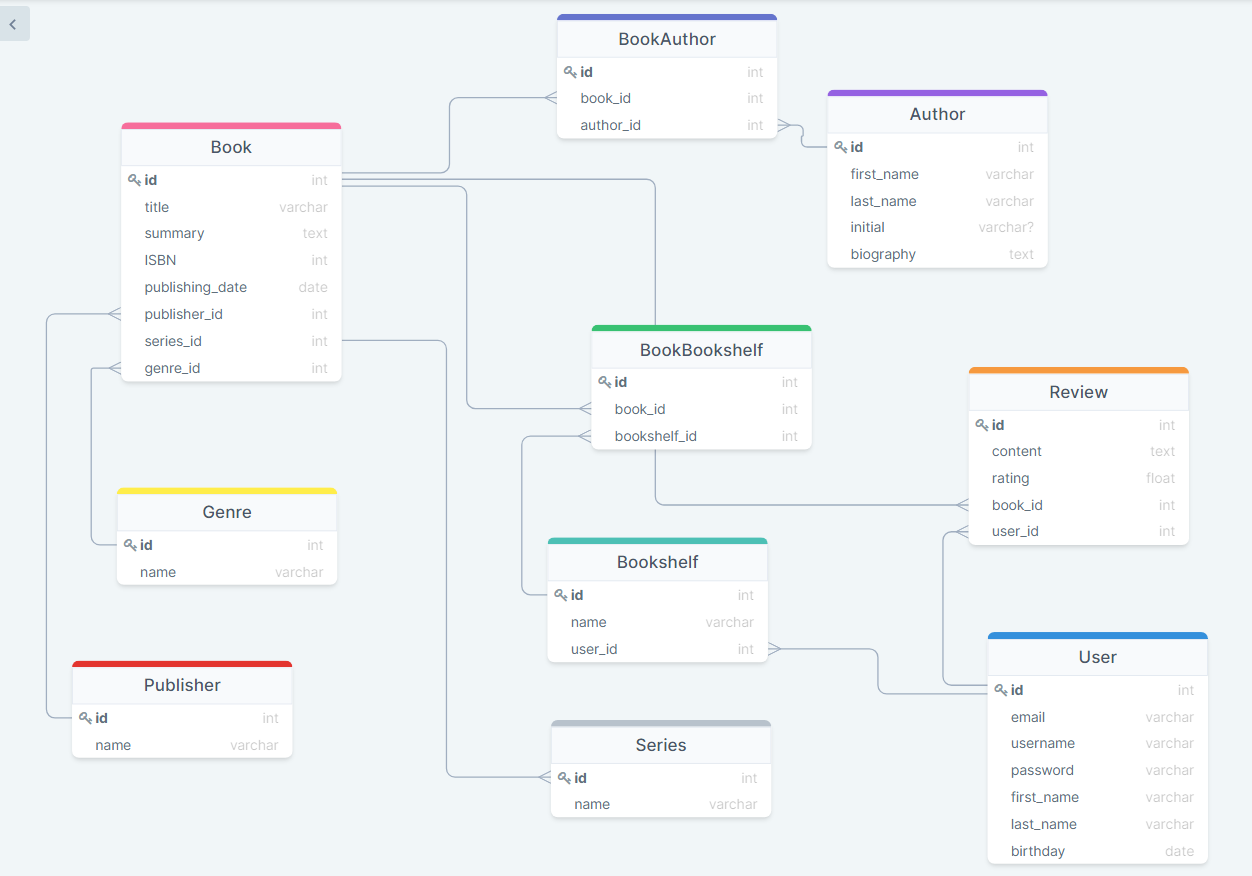 BookAuthor
id int
book_id int
author_id int
Author
id int
first_name varchar
last_name varchar
initial varchar?
biography text
Book
id int
title varchar
summary text
ISBN int
publishing_date date
publisher_id int
series_id int
genre_id int
BookBookshelf
id int
book_id int
bookshelf_id int
Review
id int
content text
rating float
book_id int
user_id int
Genre
id int
name varchar
Bookshelf
id int
name varchar
user_id int
User
id int
email varchar
username varchar
password varchar
first_name varchar
last_name varchar
birthday date
Publisher
id int
name varchar
Series
id int
name varchar